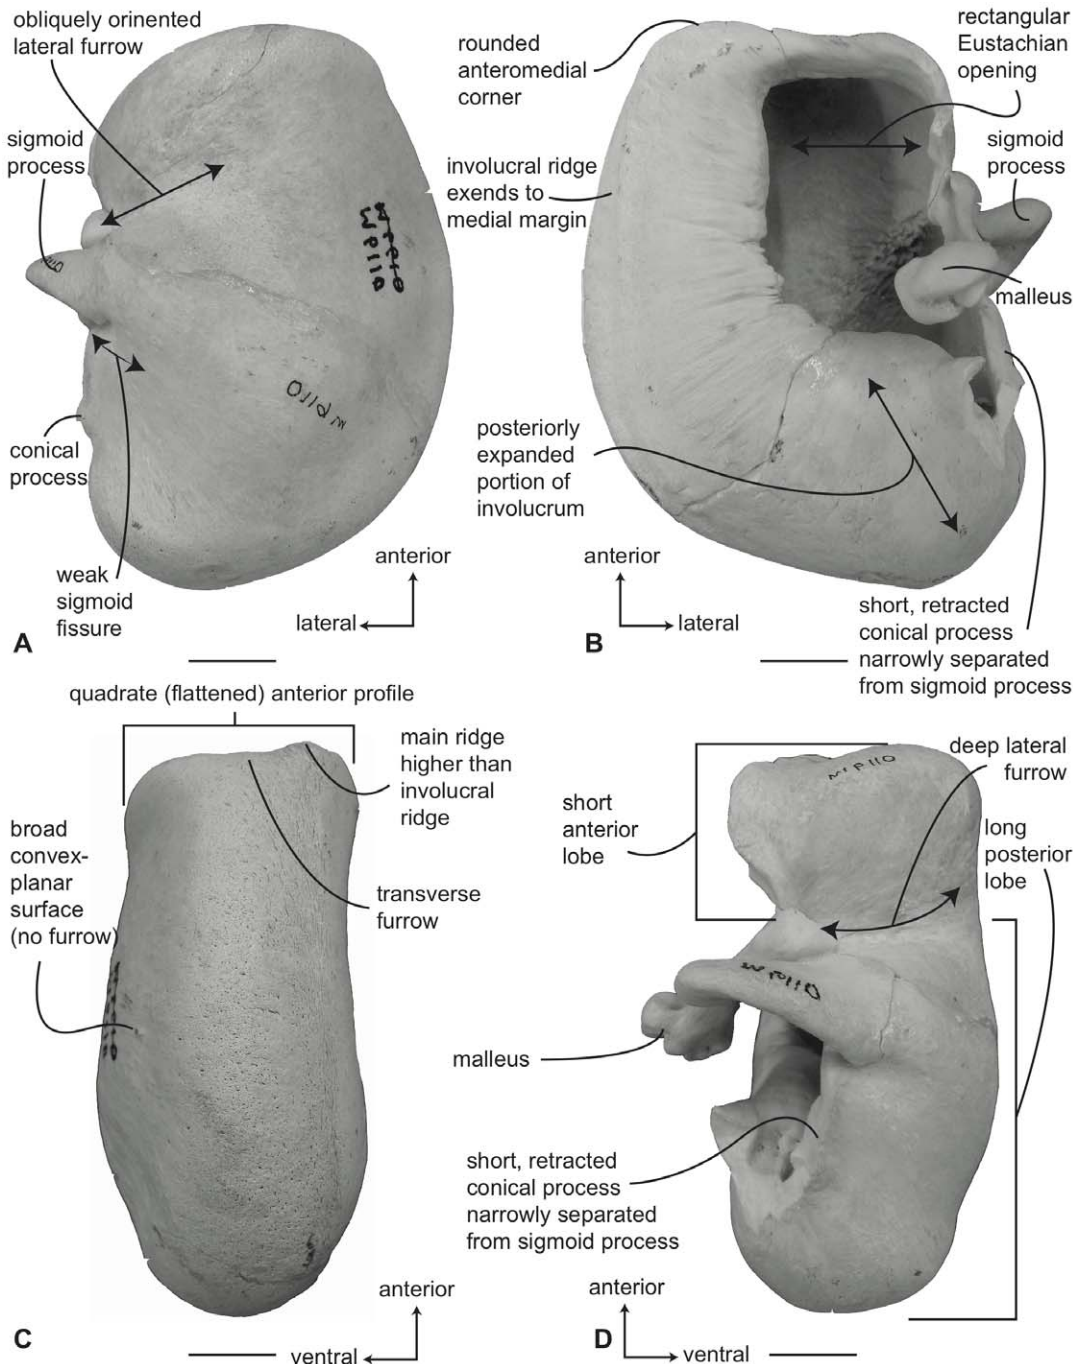 obliquely orinented
lateral furrow
sigmoid
process
conical
process
weak
sigmoid
fissure
anterior
lateral
A
rounded
anteromedial
corner
rectangular
Eustachian
opening
sigmoid
process
involucral ridge
exends to
medial margin
malleus
posteriorly
expanded
portion of
involucrum
anterior
lateral
B
short, retracted
conical process
narrowly separated
from sigmoid process
quadrate (flattened) anterior profile
main ridge
higher than
involucral
ridge
broad
convex-
planar
surface
(no furrow)
transverse
furrow
anterior
ventral
C
deep lateral
furrow
short
anterior
lobe
long
posterior
lobe
malleus
short, retracted
conical process
narrowly separated
from sigmoid process
anterior
ventral
D